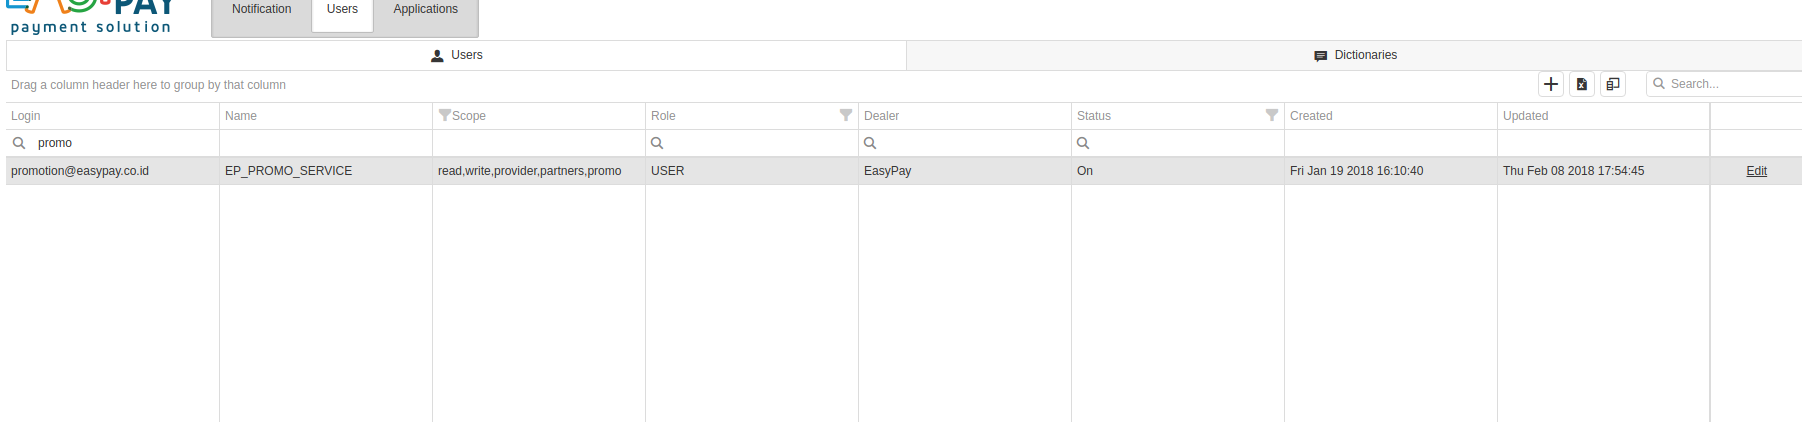 PAY
payment solution
Notification Users Applications
Users Dictionaries
Drag a column header here to group by that column Search...
Login Name Scope Role Dealer Status Created Updated
promo
promotion@easypay.co.id EP_PROMO_SERVICE read,write,provider,partners,promo USER EasyPay On Fri Jan 19 2018 16:10:40 Thu Feb 08 2018 17:54:45 Edit